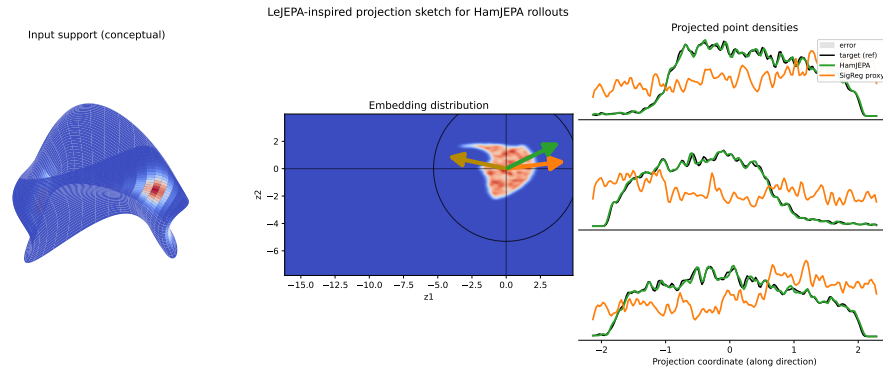 LeJEPA-inspired projection sketch for HamJEPA rollouts
Input support (conceptual)
Embedding distribution
2
0
−2
−4
−6
z2
−15.0 −12.5 −10.0 −7.5 −5.0 −2.5 0.0 2.5
z1
Projected point densities
error
target (ref)
HamJEPA
SigReg proxy
−2 −1 0 1 2
Projection coordinate (along direction)